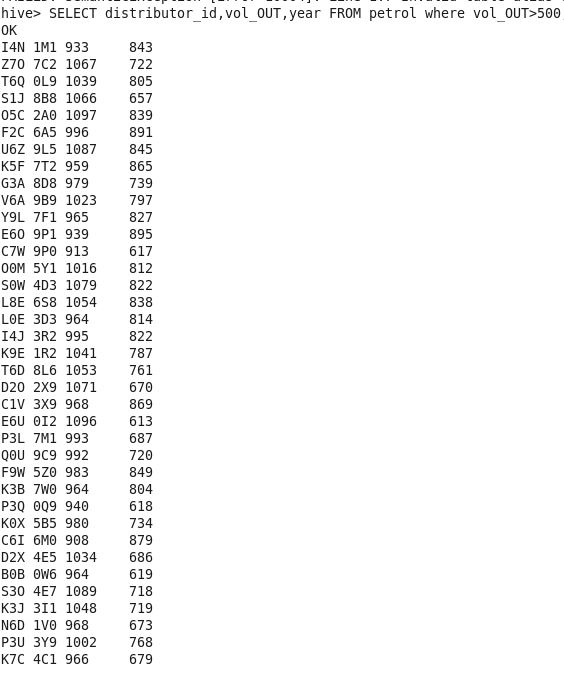 hive> SELECT distributor_id,vol_OUT,year FROM petrol where vol_OUT>500
OK
I4N 1M1 933 843
Z7O 7C2 1067 722
T6Q 0L9 1039 805
S1J 8B8 1066 657
O5C 2A0 1097 839
F2C 6A5 996 891
U6Z 9L5 1087 845
K5F 7T2 959 865
G3A 8D8 979 739
V6A 9B9 1023 797
Y9L 7F1 965 827
E6O 9P1 939 895
C7W 9P0 913 617
O0M 5Y1 1016 812
S0W 4D3 1079 822
L8E 6S8 1054 838
L0E 3D3 964 814
I4J 3R2 995 822
K9E 1R2 1041 787
T6D 8L6 1053 761
D2O 2X9 1071 670
C1V 3X9 968 869
E6U 0I2 1096 613
P3L 7M1 993 687
Q0U 9C9 992 720
F9W 5Z0 983 849
K3B 7W0 964 804
P3Q 0Q9 940 618
K0X 5B5 980 734
C6I 6M0 908 879
D2X 4E5 1034 686
B0B 0W6 964 619
S3O 4E7 1089 718
K3J 3I1 1048 719
N6D 1V0 968 673
P3U 3Y9 1002 768
K7C 4C1 966 679